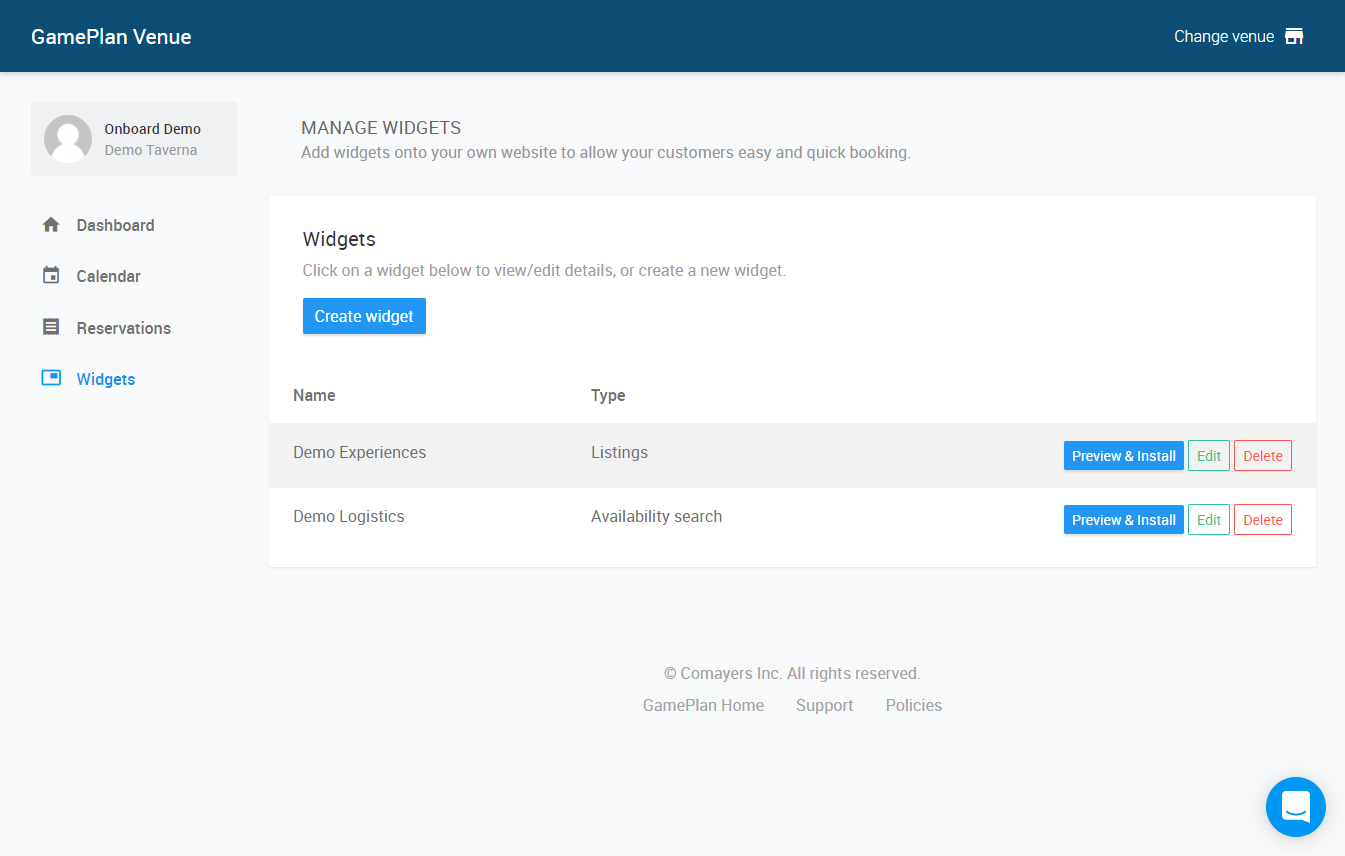 GamePlan Venue
Change venue
Onboard Demo
Demo Taverna
Dashboard
Calendar
Reservations
Widgets
MANAGE WIDGETS
Add widgets onto your own website to allow your customers easy and quick booking.
Widgets
Click on a widget below to view/edit details, or create a new widget.
Create widget
Name Type
Demo Experiences Listings Preview & Install Edit Delete
Demo Logistics Availability search Preview & Install Edit Delete
© Comayers Inc. All rights reserved.
GamePlan Home Support Policies